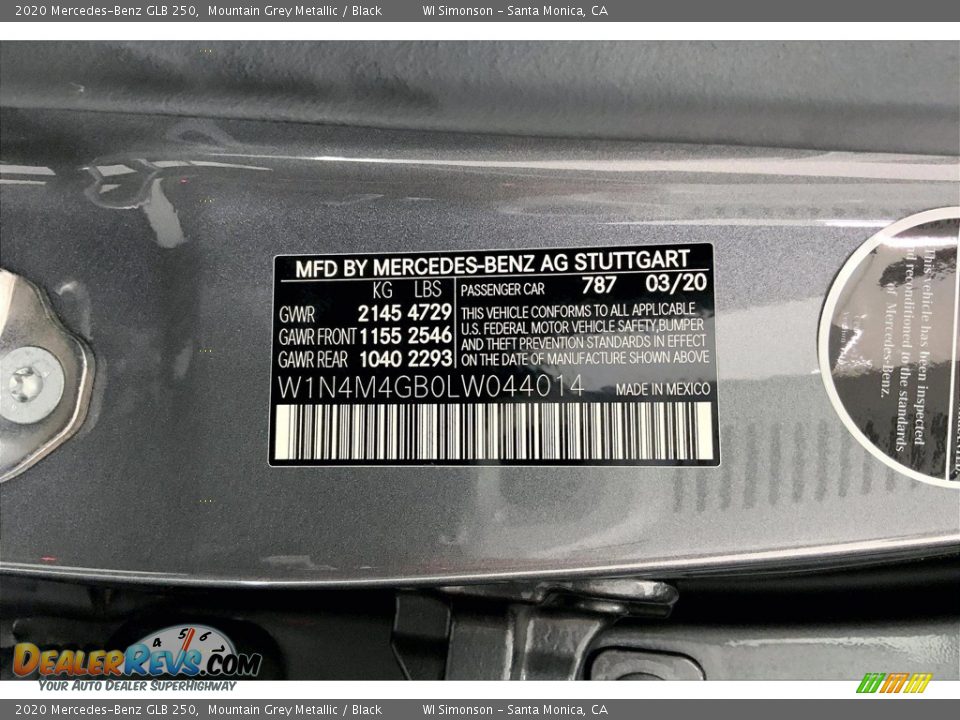 2020 Mercedes-Benz GLB 250, Mountain Grey Metallic / Black WI Simonson - Santa Monica, CA
MFD BY MERCEDES-BENZ AG STUTTGART
KG LBS
GVWR 2145 4729
GAWR FRONT 1155 2546
GAWR REAR 1040 2293
PASSENGER CAR 787 03/20
THIS VEHICLE CONFORMS TO ALL APPLICABLE
U.S. FEDERAL MOTOR VEHICLE SAFETY,BUMPER
AND THEFT PREVENTION STANDARDS IN EFFECT
ON THE DATE OF MANUFACTURE SHOWN ABOVE
W1N4M4GB0LW044014 MADE IN MEXICO
This vehicle has been inspected
reconditioned to the standards
of Mercedes-Benz.
4 5 6
DEALERREVS.COM
YOUR AUTO DEALER SUPERHIGHWAY
2020 Mercedes-Benz GLB 250, Mountain Grey Metallic / Black WI Simonson - Santa Monica, CA